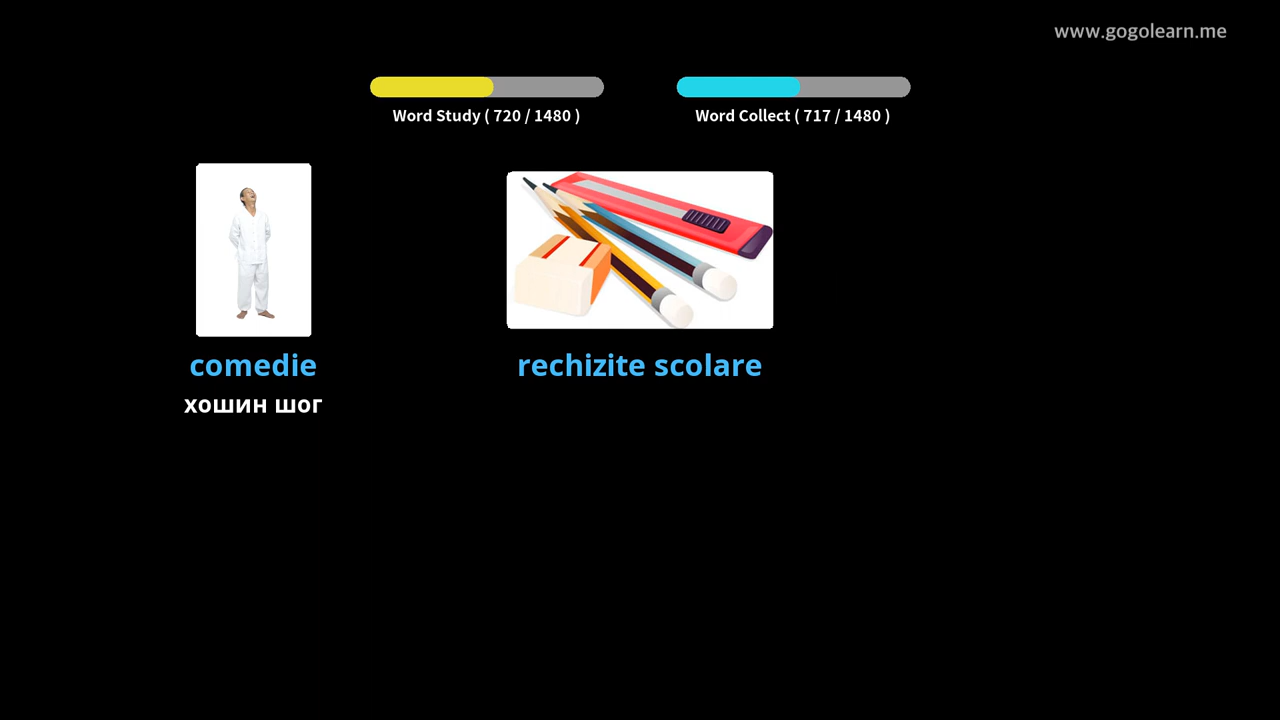 www.gogolearn.me
Word Study ( 720 / 1480 )
Word Collect ( 717 / 1480 )
comedie
хошин шог
rechizite scolare